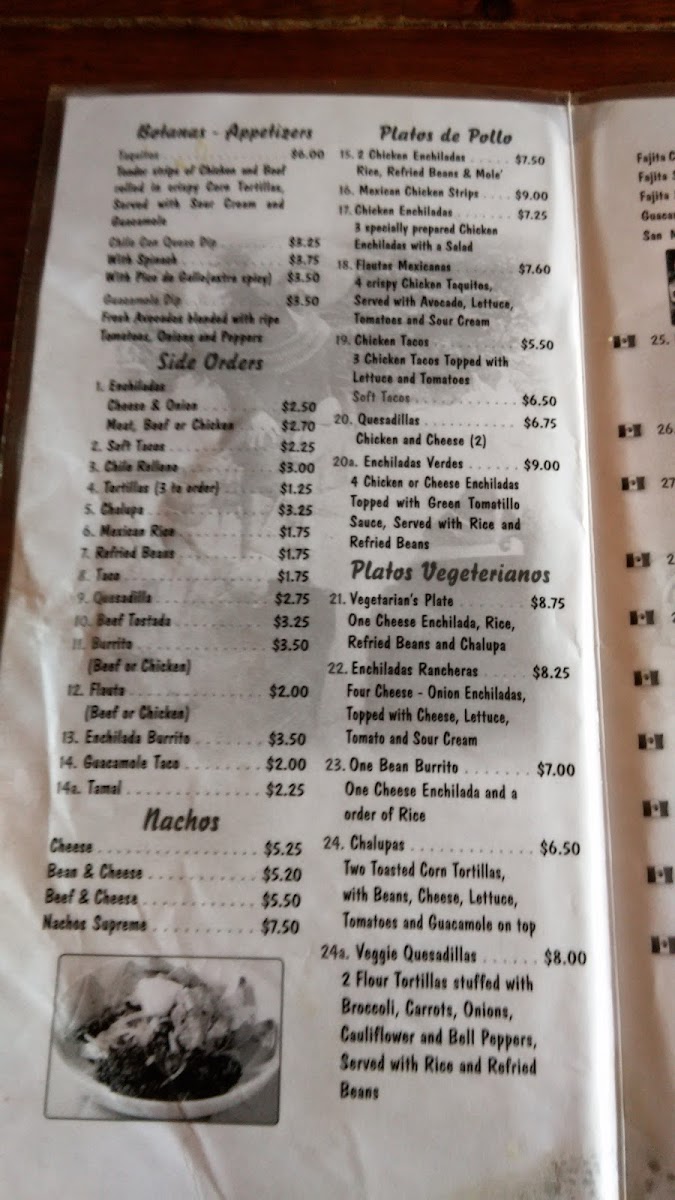 Botanas - Appetizers
Taquitos $6.00
Tender strips of Chicken and Beef
rolled in crispy Corn Tortillas,
Served with Sour Cream and
Guacamole
Chile Con Queso Dip $3.25
With Spinach $3.75
With Pico de Gallo(extra spicy) $3.50
Guacamole Dip $3.50
Fresh Avocados blended with ripe
Tomatoes, Onions and Peppers
Side Orders
1. Enchiladas
Cheese & Onion $2.50
Meat, Beef or Chicken $2.70
2. Soft Tacos $2.25
3. Chile Relleno $3.00
4. Tortillas (3 to order) $1.25
5. Chalupa $3.25
6. Mexican Rice $1.75
7. Refried Beans $1.75
8. Taco $1.75
9. Quesadilla $2.75
10. Beef Tostada $3.25
11. Burrito $3.50
(Beef or Chicken)
12. Flauta $2.00
(Beef or Chicken)
13. Enchilada Burrito $3.50
14. Guacamole Taco $2.00
14a. Tamal $2.25
Nachos
Cheese $5.25
Bean & Cheese $5.20
Beef & Cheese $5.50
Nachos Supreme $7.50
Platos de Pollo
15. 2 Chicken Enchiladas $7.50
Rice, Refried Beans & Mole'
16. Mexican Chicken Strips $9.00
17. Chicken Enchiladas $7.25
3 specially prepared Chicken
Enchiladas with a Salad
18. Flautas Mexicanas $7.60
4 crispy Chicken Taquitos,
Served with Avocado, Lettuce,
Tomatoes and Sour Cream
19. Chicken Tacos $5.50
3 Chicken Tacos Topped with
Lettuce and Tomatoes
Soft Tacos $6.50
20. Quesadillas $6.75
Chicken and Cheese (2)
20a. Enchiladas Verdes $9.00
4 Chicken or Cheese Enchiladas
Topped with Green Tomatillo
Sauce, Served with Rice and
Refried Beans
Platos Vegeterianos
21. Vegetarian's Plate $8.75
One Cheese Enchilada, Rice,
Refried Beans and Chalupa
22. Enchiladas Rancheras $8.25
Four Cheese - Onion Enchiladas,
Topped with Cheese, Lettuce,
Tomato and Sour Cream
23. One Bean Burrito $7.00
One Cheese Enchilada and a
order of Rice
24. Chalupas $6.50
Two Toasted Corn Tortillas,
with Beans, Cheese, Lettuce,
Tomatoes and Guacamole on top
24a. Veggie Quesadillas $8.00
2 Flour Tortillas stuffed with
Broccoli, Carrots, Onions,
Cauliflower and Bell Peppers,
Served with Rice and Refried
Beans
Fajita
Fajita
Fajita
San
25.
26.
27